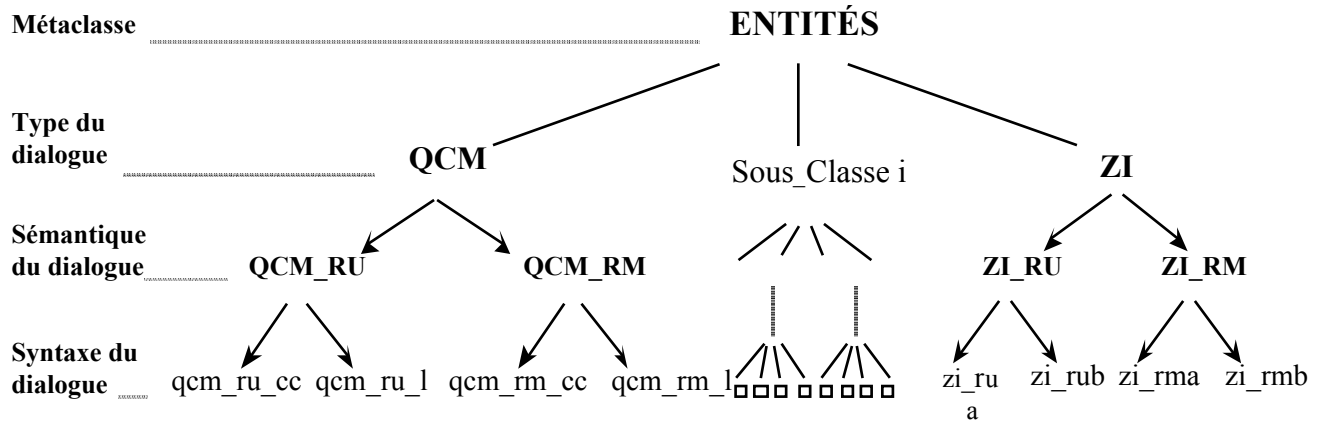 Métaclasse
ENTITÉS
Type du
dialogue
QCM
Sous_Classe i
ZI
Sémantique
du dialogue
QCM_RU
QCM_RM
ZI_RU
ZI_RM
Syntaxe du
dialogue
qcm_ru_cc
qcm_ru_l
qcm_rm_cc
qcm_rm_l
zi_ru
a
zi_rub
zi_rma
zi_rmb